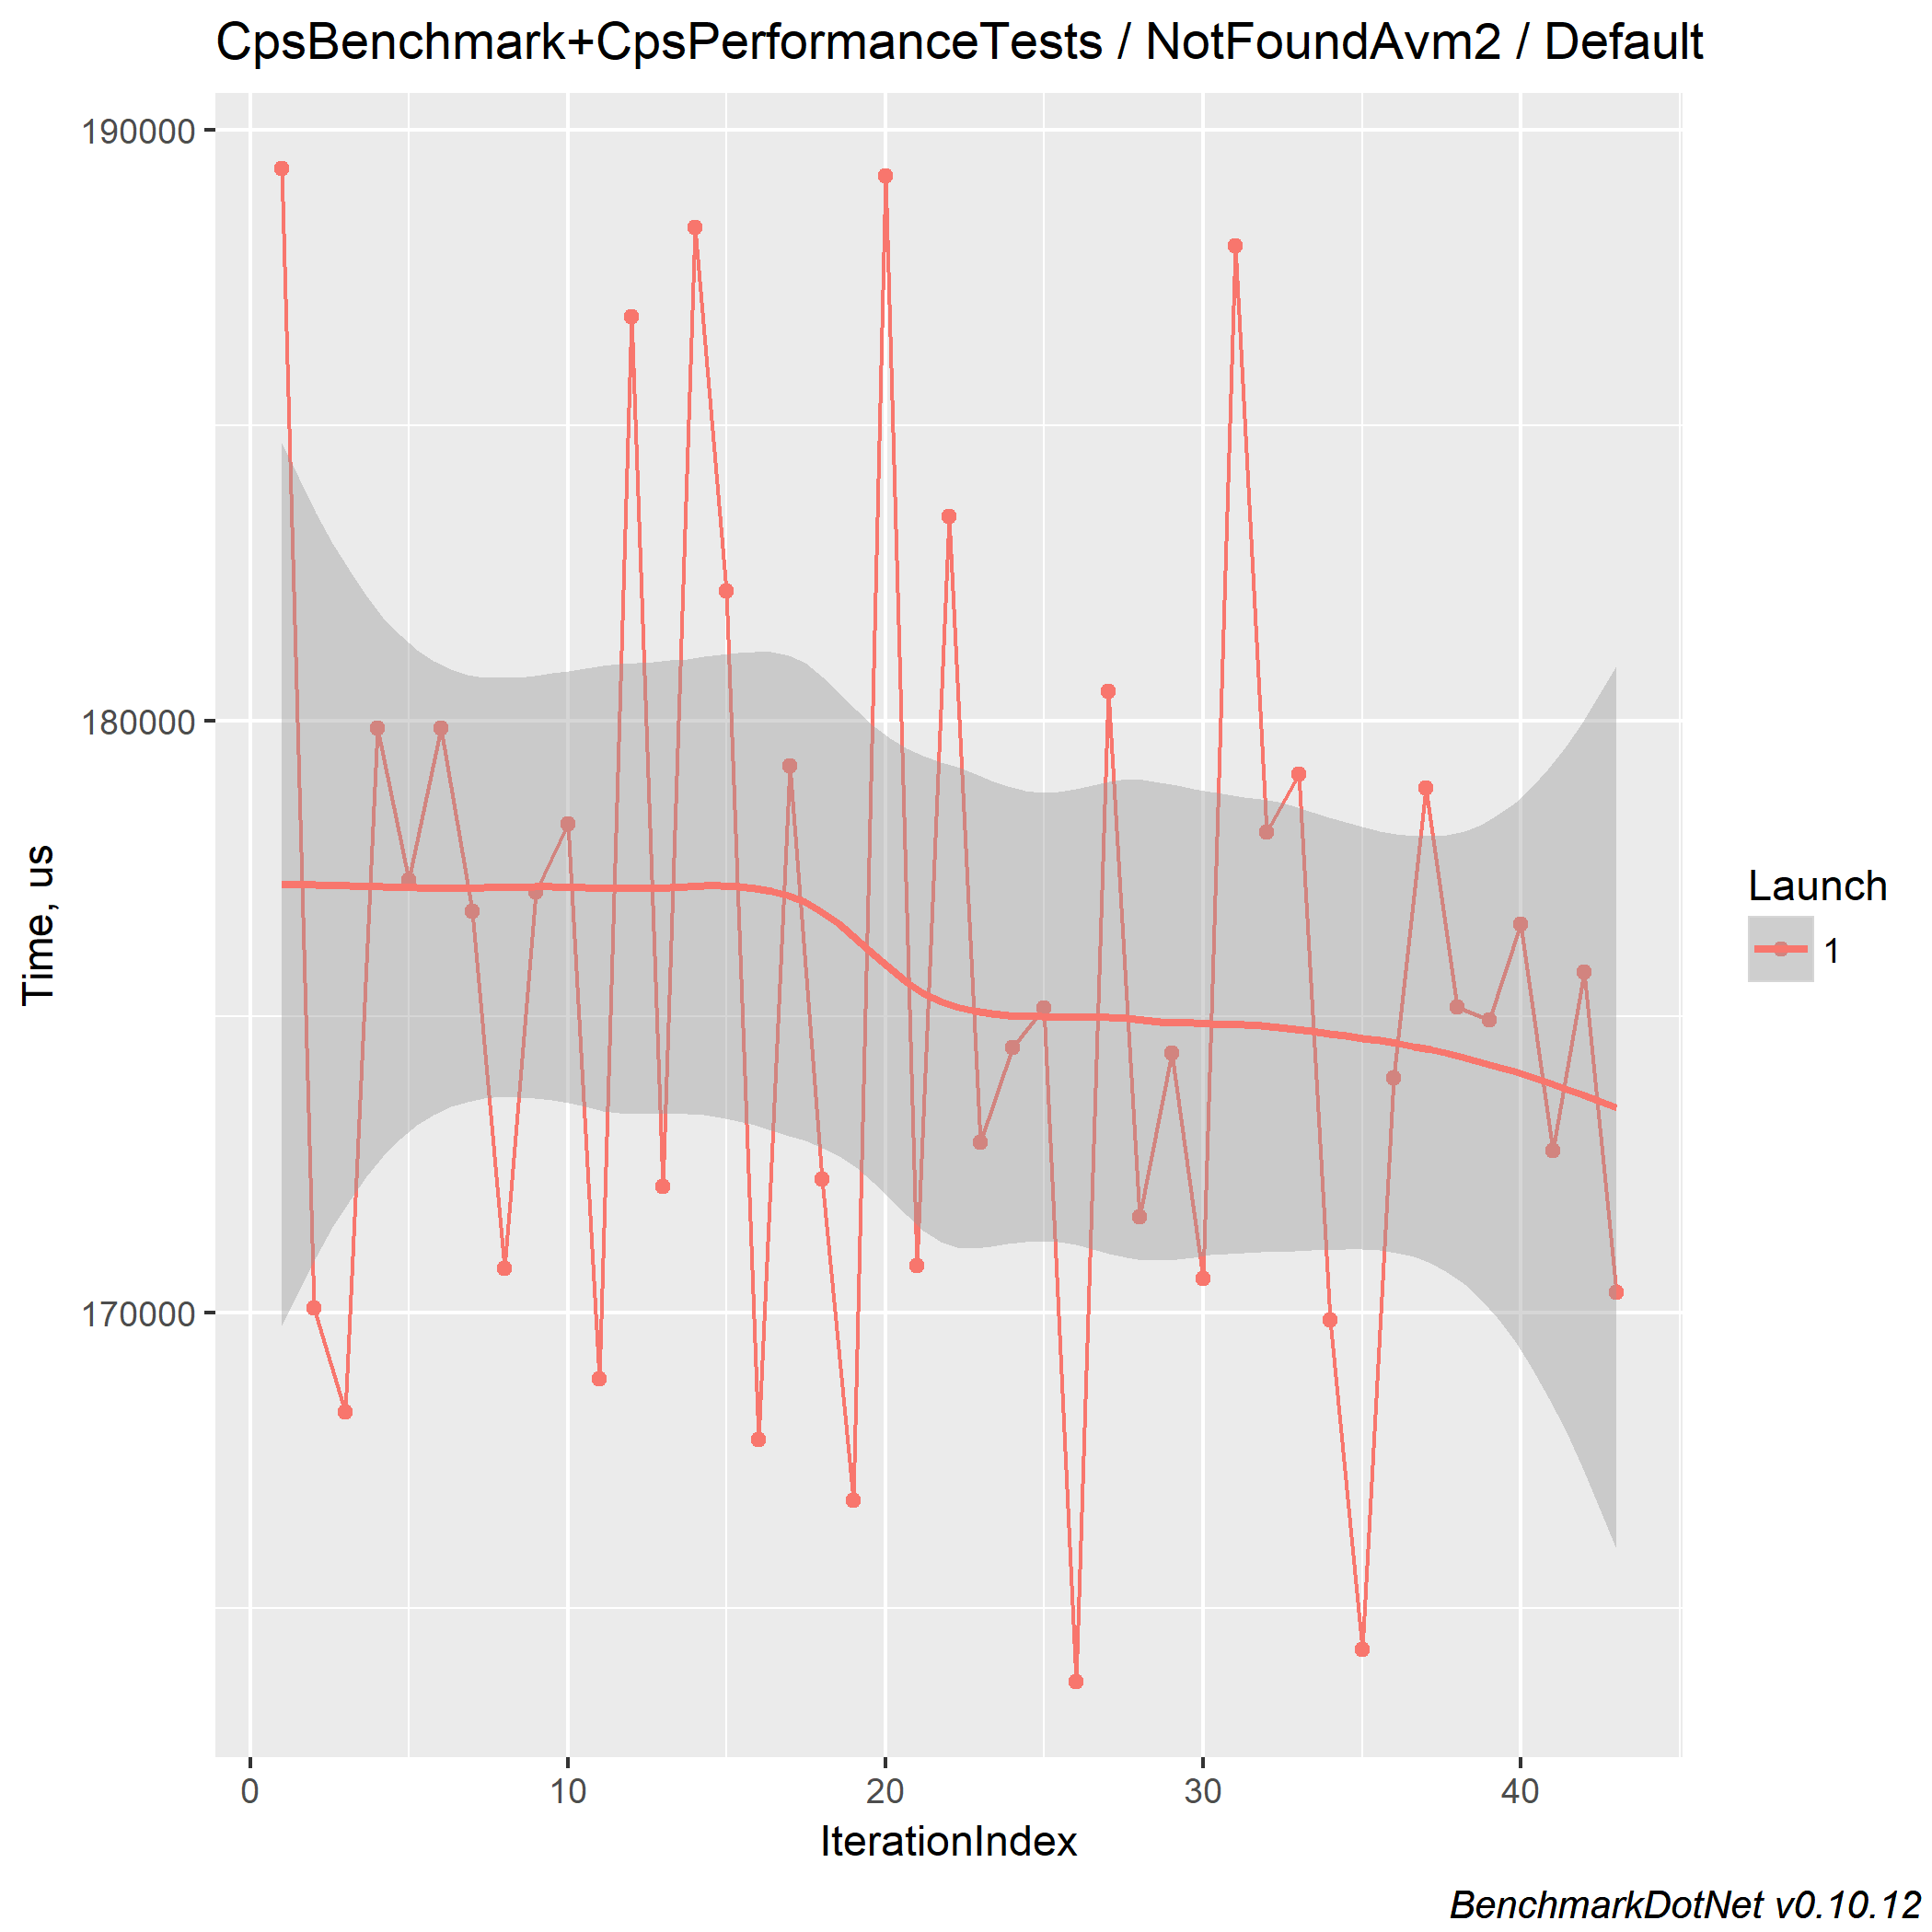 CpsBenchmark+CpsPerformanceTests / NotFoundAvm2 / Default
190000
180000
170000
Time, us
0 10 20 30 40
IterationIndex
Launch
1
BenchmarkDotNet v0.10.12